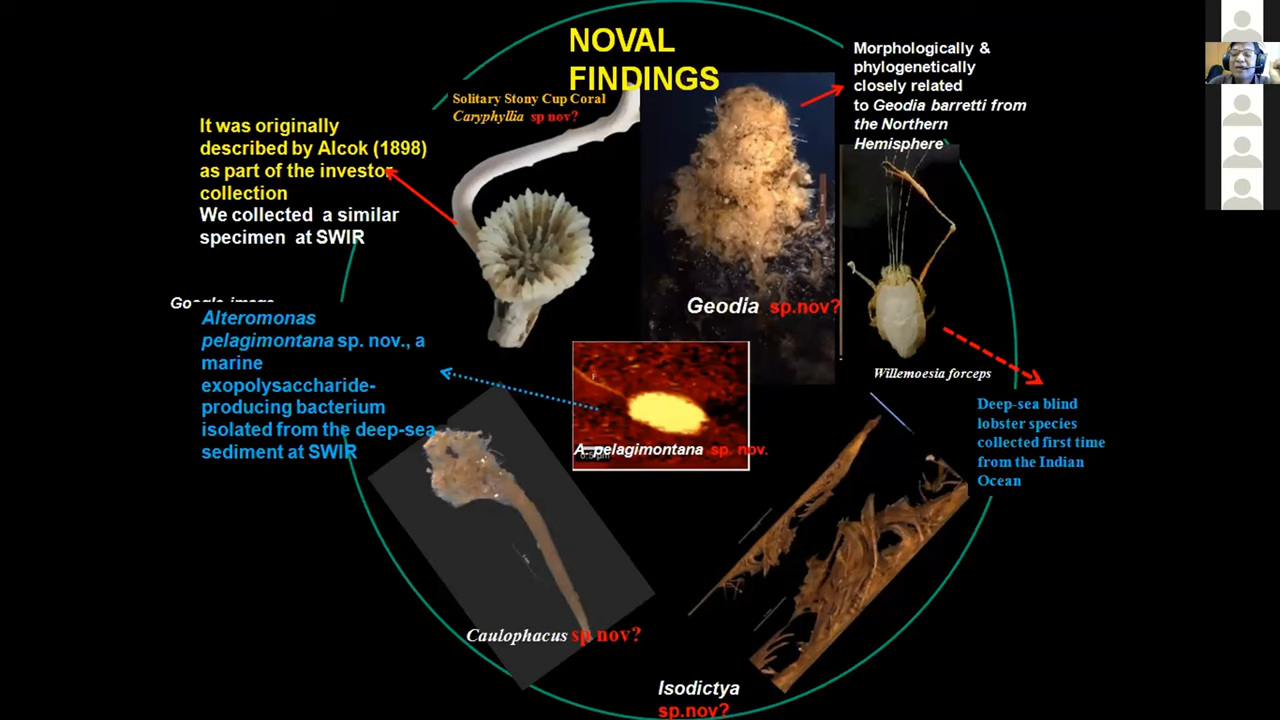 NOVAL
FINDINGS
Solitary Stony Cup Coral
Caryphyllia sp nov?
It was originally
described by Alcok (1898)
as part of the investor
collection
We collected a similar
specimen at SWIR
Morphologically &
phylogenetically
closely related
to Geodia barretti from
the Northern
Hemisphere
Geodia sp.nov?
Google image
Alteromonas
pelagimontana sp. nov., a
marine
exopolysaccharide-
producing bacterium
isolated from the deep-sea
sediment at SWIR
Willemoesia forceps
Deep-sea blind
lobster species
collected first time
from the Indian
Ocean
A. pelagimontana sp. nov.
Caulophacus sp nov?
Isodictya
sp.nov?